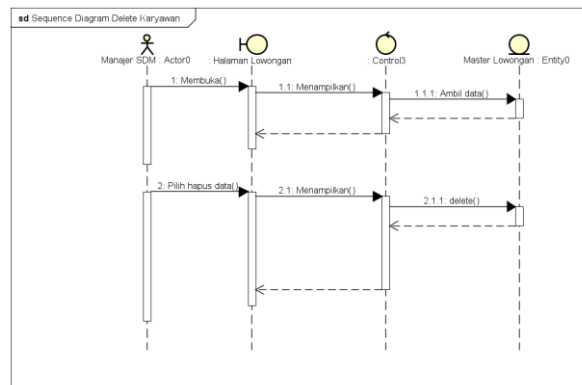 sd Sequence Diagram Delete Karyawan
Manajer SDM : Actor0
: Halaman Lowongan
: Control3
Master Lowongan : Entity0
1: Membuka()
1.1: Menampilkan()
1.1.1: Ambil data()
2: Pilih hapus data()
2.1: Menampilkan()
2.1.1: delete()